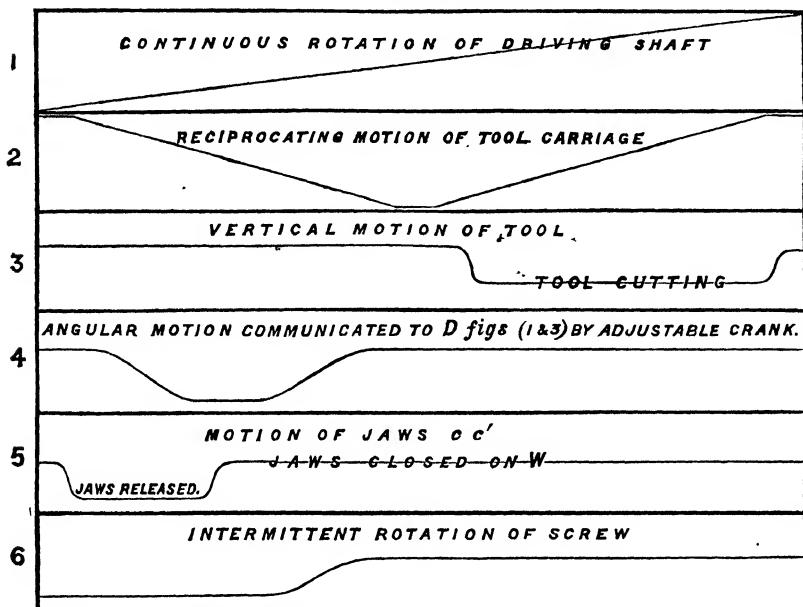 1
CONTINUOUS ROTATION OF DRIVING SHAFT
2
RECIPROCATING MOTION OF TOOL CARRIAGE
3
VERTICAL MOTION OF TOOL
TOOL CUTTING
4
ANGULAR MOTION COMMUNICATED TO D figs (1&3) BY ADJUSTABLE CRANK.
5
MOTION OF JAWS c c'
JAWS CLOSED ON W
JAWS RELEASED.
6
INTERMITTENT ROTATION OF SCREW